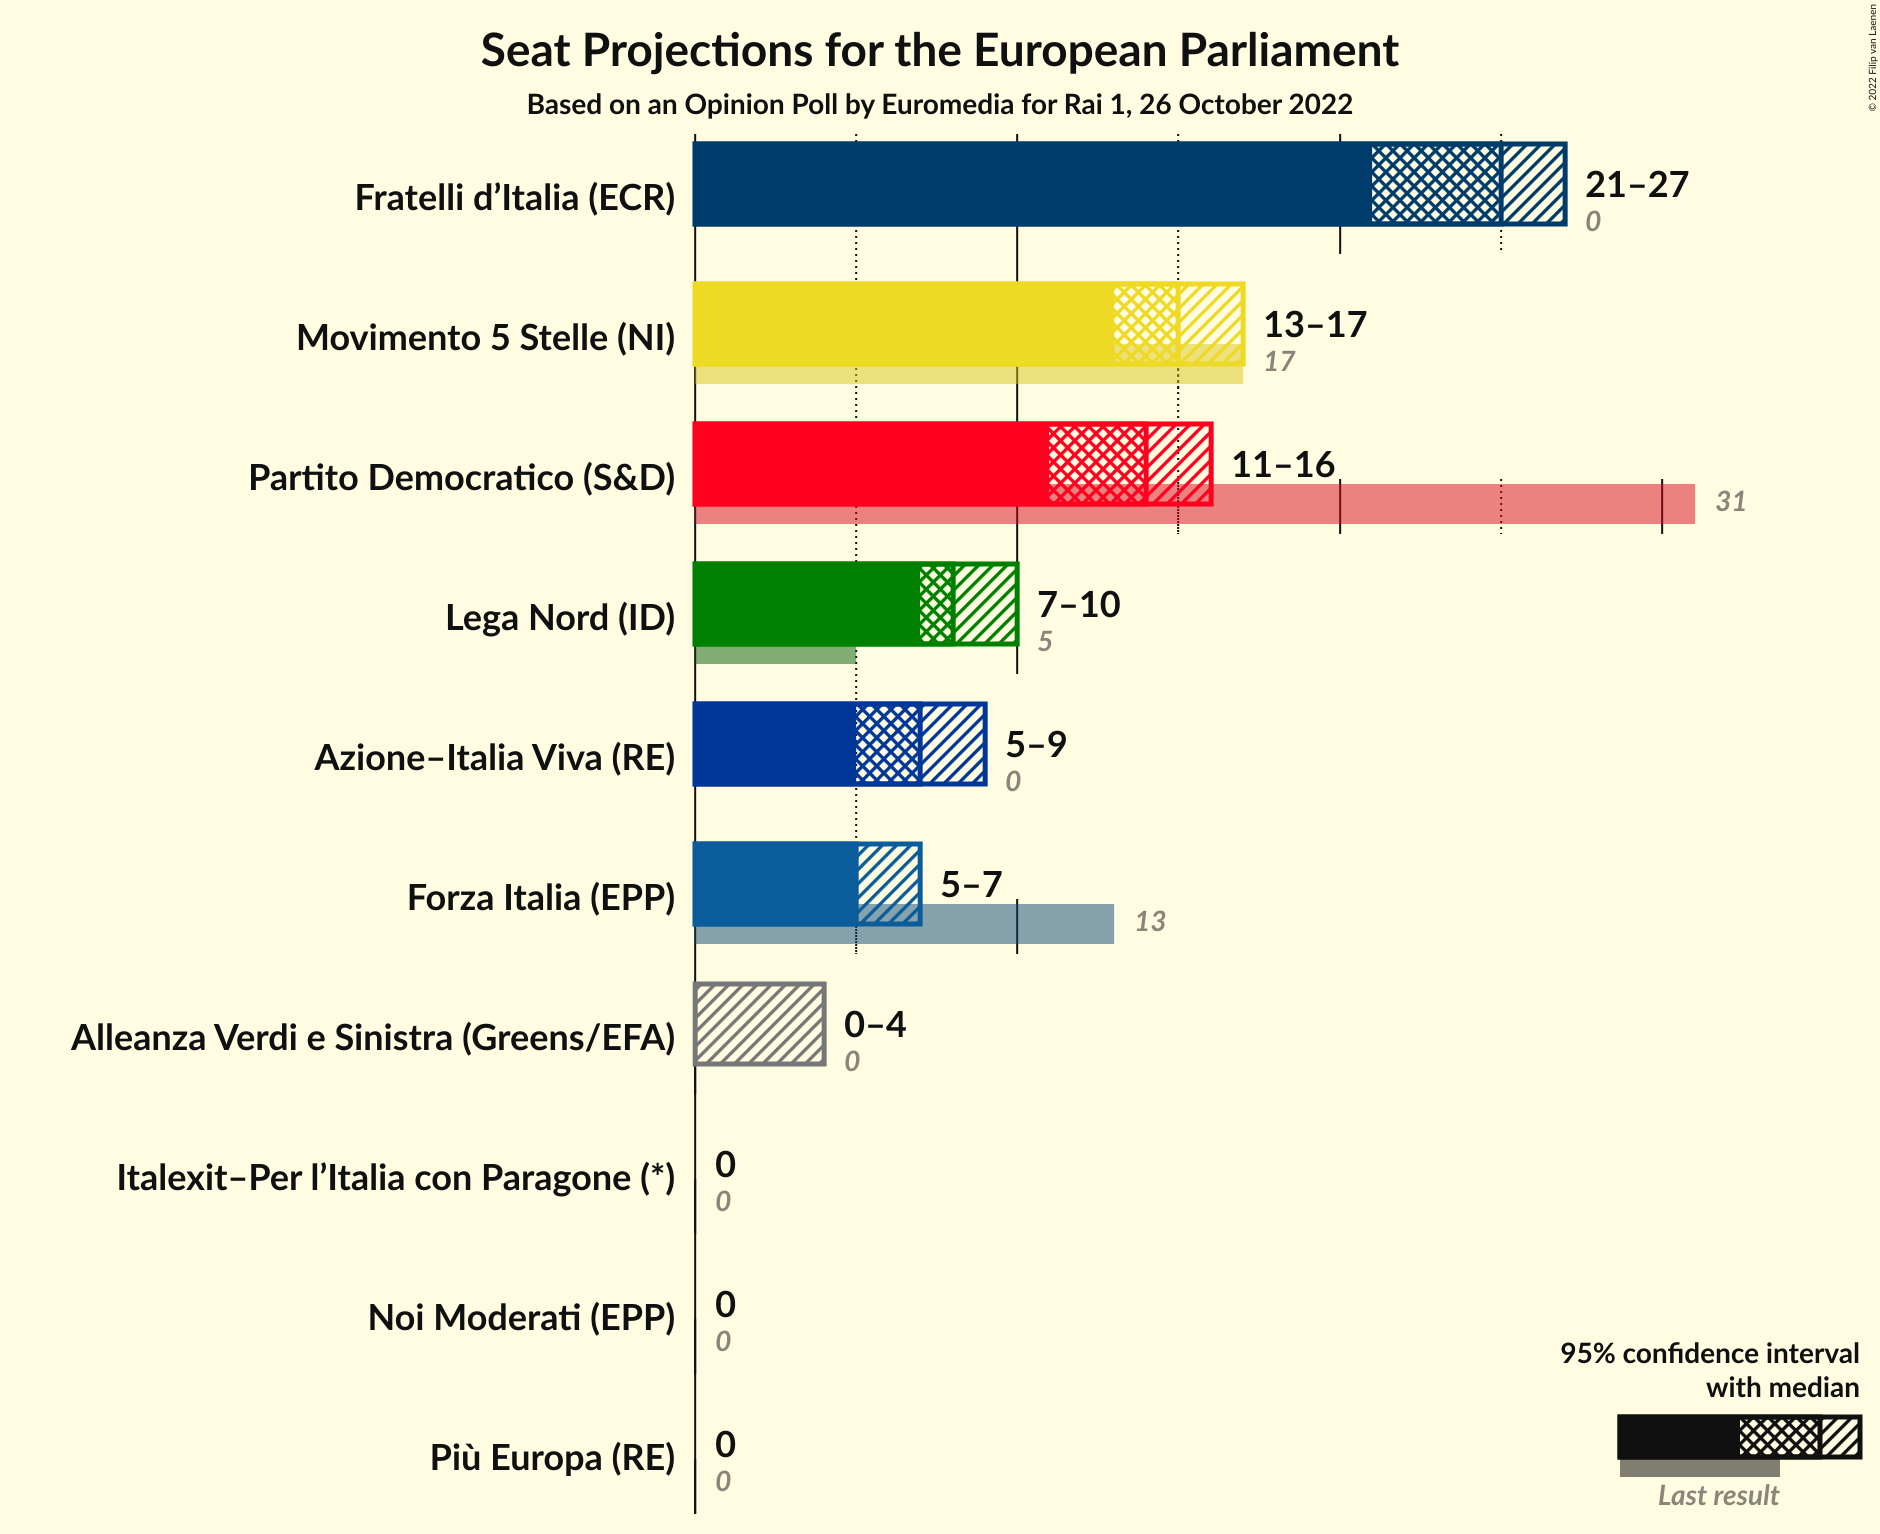 Seat Projections for the European Parliament
Based on an Opinion Poll by Euromedia for Rai 1, 26 October 2022
© 2022 Filip van Laenen
Fratelli d’Italia (ECR)
21–27
0
Movimento 5 Stelle (NI)
13–17
17
Partito Democratico (S&D)
11–16
31
Lega Nord (ID)
7–10
5
Azione–Italia Viva (RE)
5–9
0
Forza Italia (EPP)
5–7
13
Alleanza Verdi e Sinistra (Greens/EFA)
0–4
0
Italexit–Per l’Italia con Paragone (*)
0
0
Noi Moderati (EPP)
0
0
Più Europa (RE)
0
0
95% confidence interval
with median
Last result